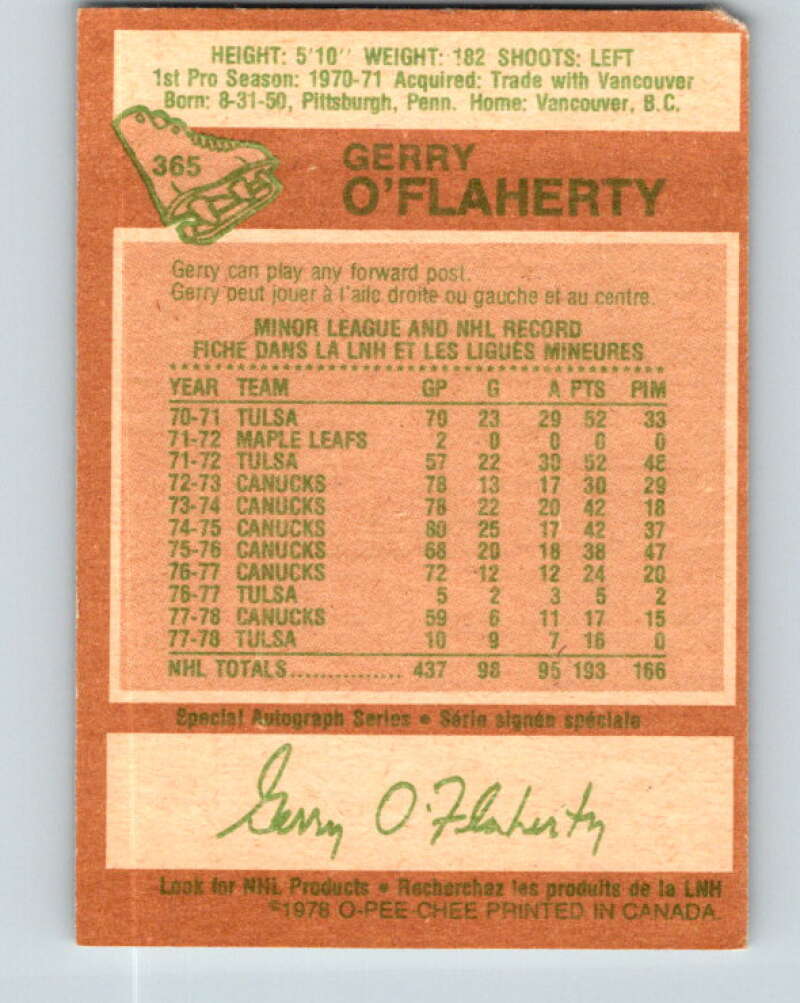 HEIGHT: 5'10'' WEIGHT: 182 SHOOTS: LEFT
1st Pro Season: 1970-71 Acquired: Trade with Vancouver
Born: 8-31-50, Pittsburgh, Penn. Home: Vancouver, B.C.
365
GERRY
O'FLAHERTY
Gerry can play any forward post.
Gerry peut jouer à l'aile droite ou gauche et au centre.
MINOR LEAGUE AND NHL RECORD
FICHE DANS LA LNH ET LES LIGUES MINEURES
YEAR TEAM GP G A PTS PIM
70-71 TULSA 70 23 29 52 33
71-72 MAPLE LEAFS 2 0 0 0 0
71-72 TULSA 57 22 30 52 48
72-73 CANUCKS 78 13 17 30 29
73-74 CANUCKS 78 22 20 42 18
74-75 CANUCKS 80 25 17 42 37
75-76 CANUCKS 68 20 18 38 47
76-77 CANUCKS 72 12 12 24 20
76-77 TULSA 5 2 3 5 2
77-78 CANUCKS 59 6 11 17 15
77-78 TULSA 10 9 7 16 0
NHL TOTALS............... 437 98 95 193 166
Special Autograph Series • Série signée spéciale
Gerry O'Flaherty
Look for NHL Products • Recherchez les produits de la LNH
©1978 O-PEE-CHEE PRINTED IN CANADA